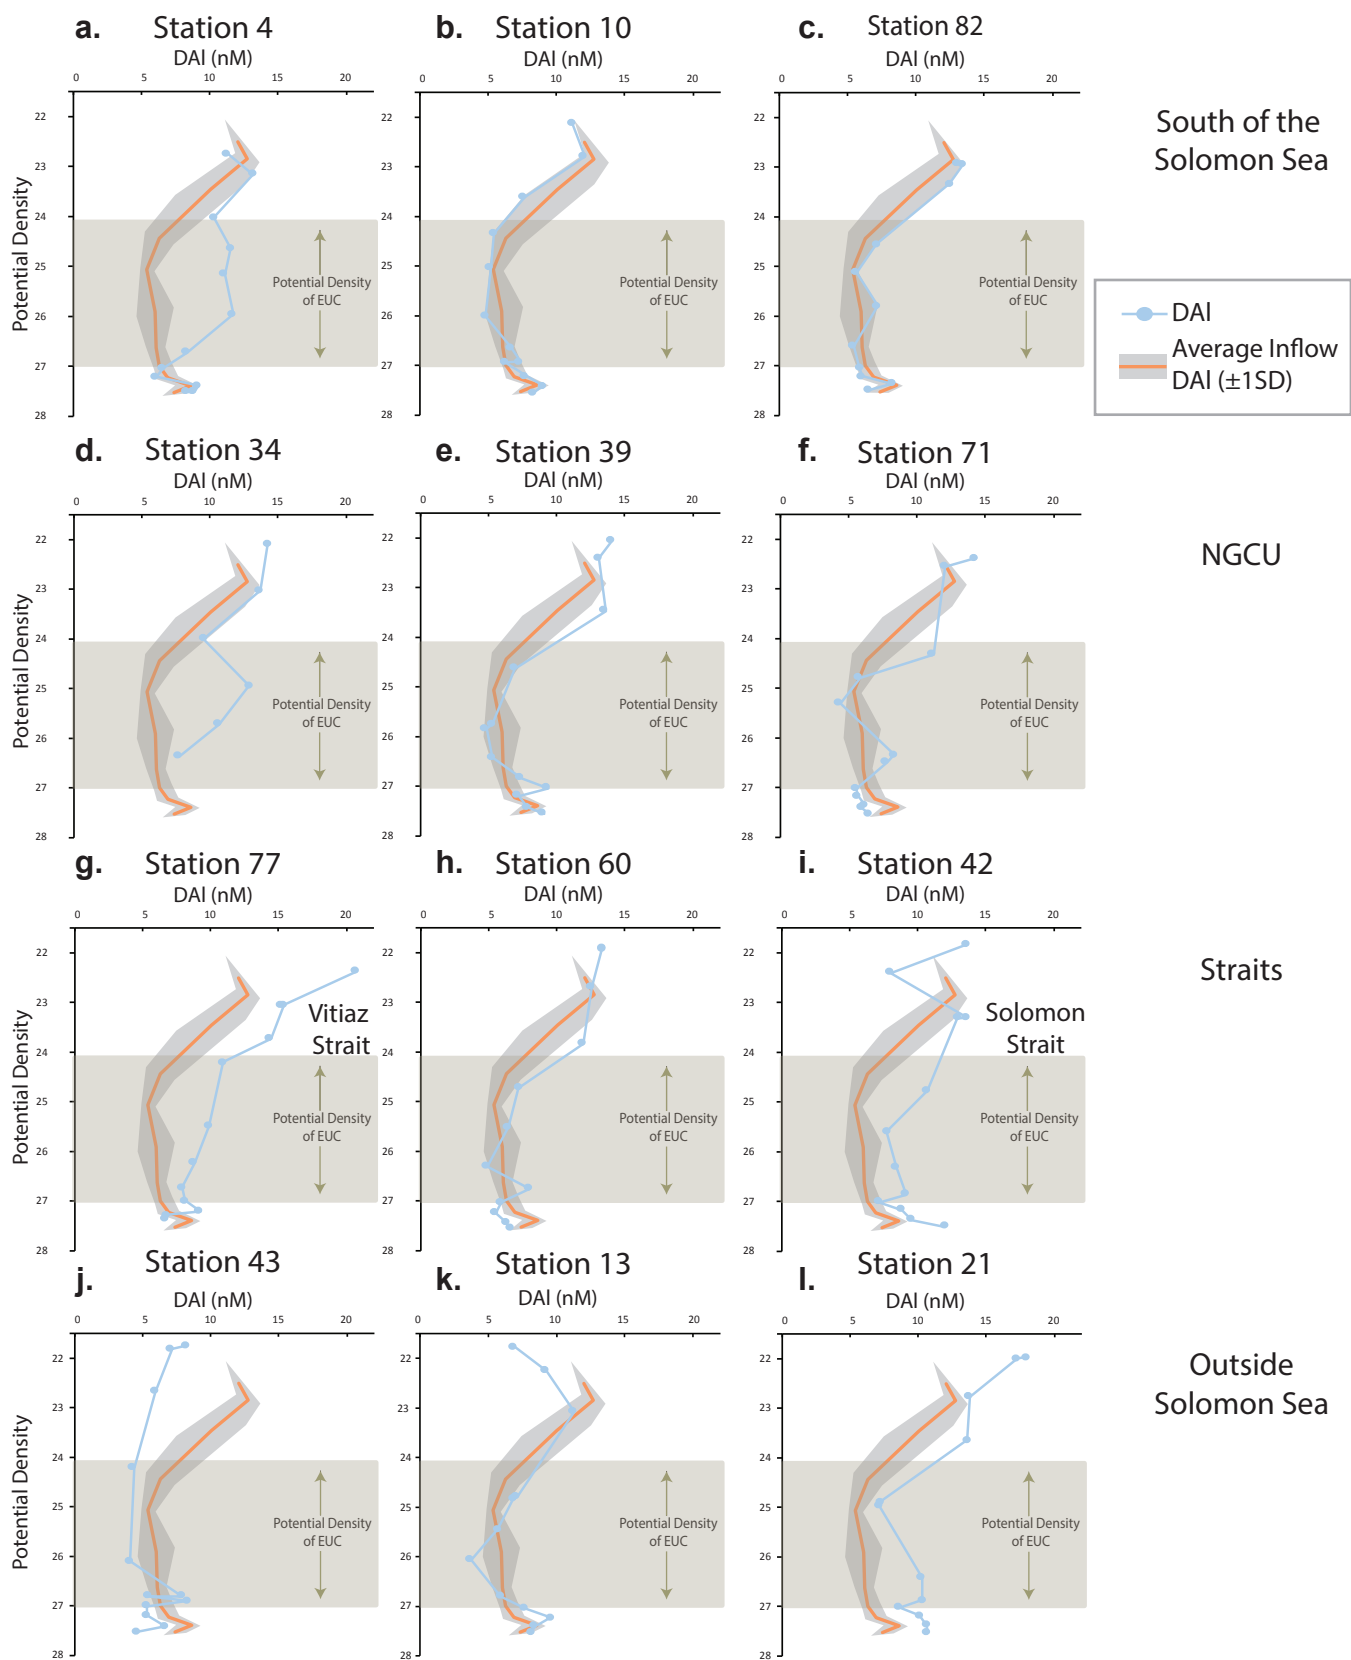 a. Station 4
DAl (nM)
0 5 10 15 20
22
23
24
25
26
27
28
Potential Density
Potential Density
of EUC
b. Station 10
DAl (nM)
0 5 10 15 20
22
23
24
25
26
27
28
Potential Density
of EUC
c. Station 82
DAl (nM)
0 5 10 15 20
22
23
24
25
26
27
28
Potential Density
of EUC
South of the
Solomon Sea
DAl
Average Inflow
DAl (±1SD)
d. Station 34
DAl (nM)
0 5 10 15 20
22
23
24
25
26
27
28
Potential Density
Potential Density
of EUC
e. Station 39
DAl (nM)
0 5 10 15 20
22
23
24
25
26
27
28
Potential Density
of EUC
f. Station 71
DAl (nM)
0 5 10 15 20
22
23
24
25
26
27
28
Potential Density
of EUC
NGCU
g. Station 77
DAl (nM)
0 5 10 15 20
22
23
24
25
26
27
28
Potential Density
Vitiaz
Strait
Potential Density
of EUC
h. Station 60
DAl (nM)
0 5 10 15 20
22
23
24
25
26
27
28
Potential Density
of EUC
i. Station 42
DAl (nM)
0 5 10 15 20
22
23
24
25
26
27
28
Solomon
Strait
Potential Density
of EUC
Straits
j. Station 43
DAl (nM)
0 5 10 15 20
22
23
24
25
26
27
28
Potential Density
Potential Density
of EUC
k. Station 13
DAl (nM)
0 5 10 15 20
22
23
24
25
26
27
28
Potential Density
of EUC
l. Station 21
DAl (nM)
0 5 10 15 20
22
23
24
25
26
27
28
Potential Density
of EUC
Outside
Solomon Sea